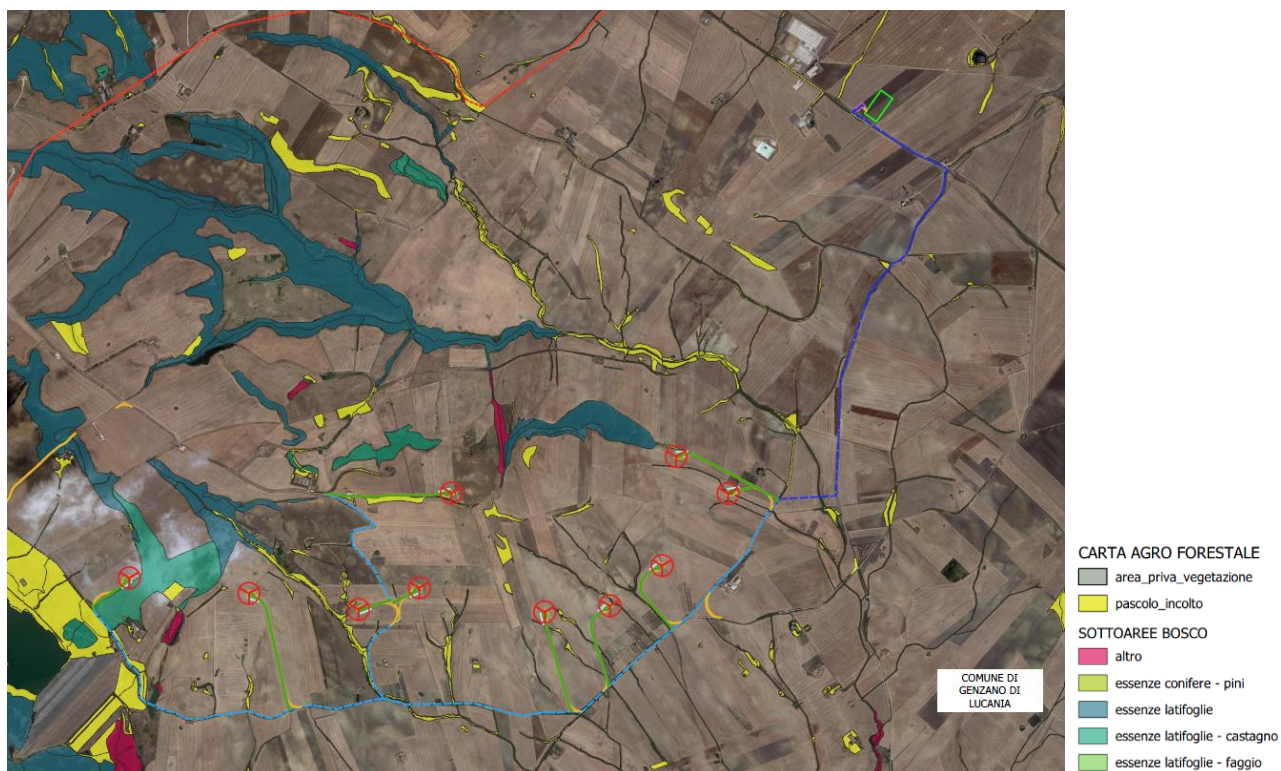 COMUNE DI
GENZANO DI
LUCANIA
CARTA AGRO FORESTALE
area_priva_vegetazione
pascolo_incolto
SOTTOAREE BOSCO
altro
essenze conifere - pini
essenze latifoglie
essenze latifoglie - castagno
essenze latifoglie - faggio